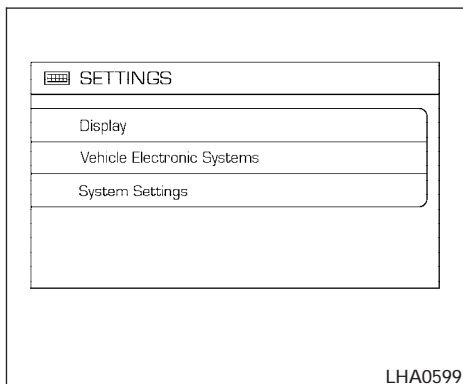 SETTINGS
Display
Vehicle Electronic Systems
System Settings
LHA0599